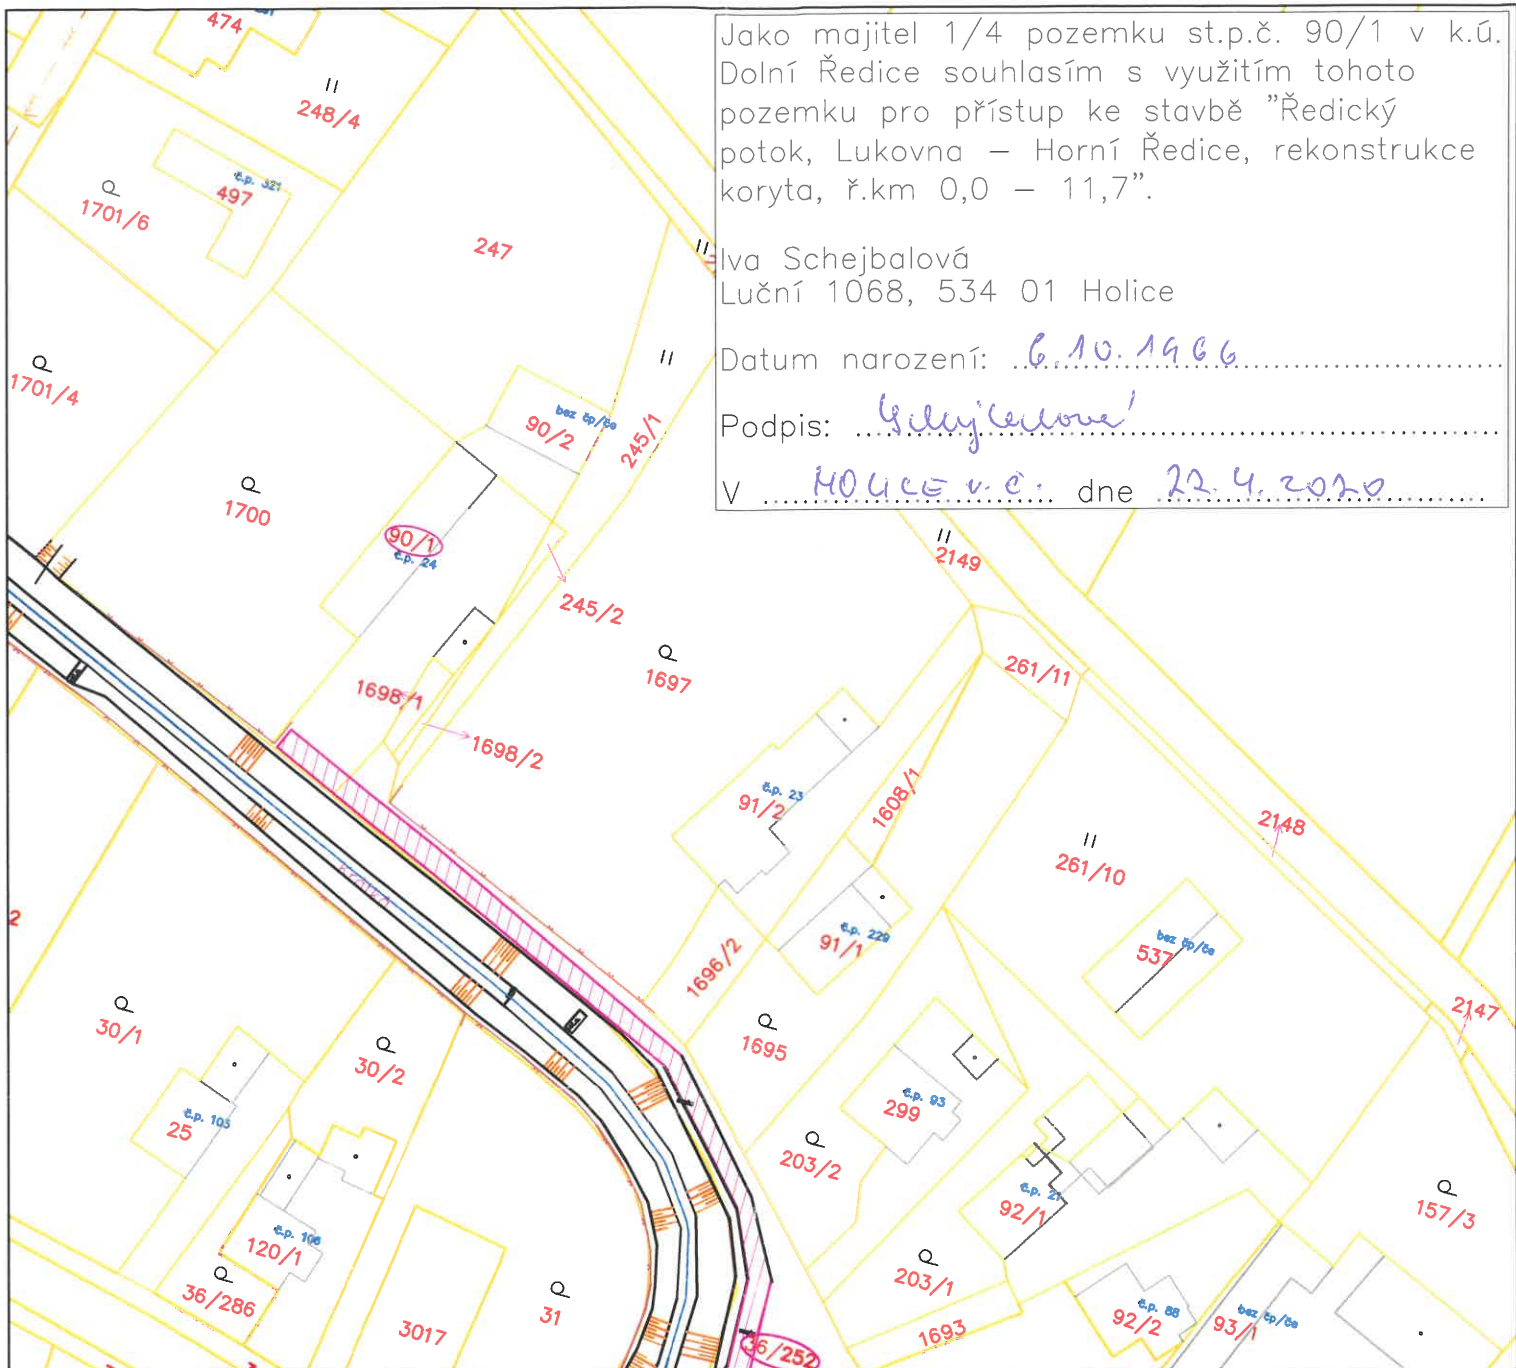 Jako majitel 1/4 pozemku st.p.č. 90/1 v k.ú.
Dolní Ředice souhlasím s využitím tohoto
pozemku pro přístup ke stavbě "Ředický
potok, Lukovna – Horní Ředice, rekonstrukce
koryta, ř.km 0,0 – 11,7".
Iva Schejbalová
Luční 1068, 534 01 Holice
Datum narození: 6.10.1966
Podpis: Schejbalová
V HOLICE v. Č. dne 22.4.2020
474
248/4
č.p. 321
497
1701/6
247
1701/4
bez čp/če
90/2
245/1
1700
90/1
č.p. 24
245/2
2149
1697
261/11
1698/1
1698/2
č.p. 23
91/2
1608/1
2148
261/10
2
č.p. 229
91/1
bez čp/če
537
1696/2
2147
30/1
1695
30/2
č.p. 93
299
č.p. 103
25
203/2
č.p. 21
92/1
157/3
č.p. 106
120/1
203/1
36/286
31
3017
1693
č.p. 88
92/2
bez čp/če
93/1
36/252